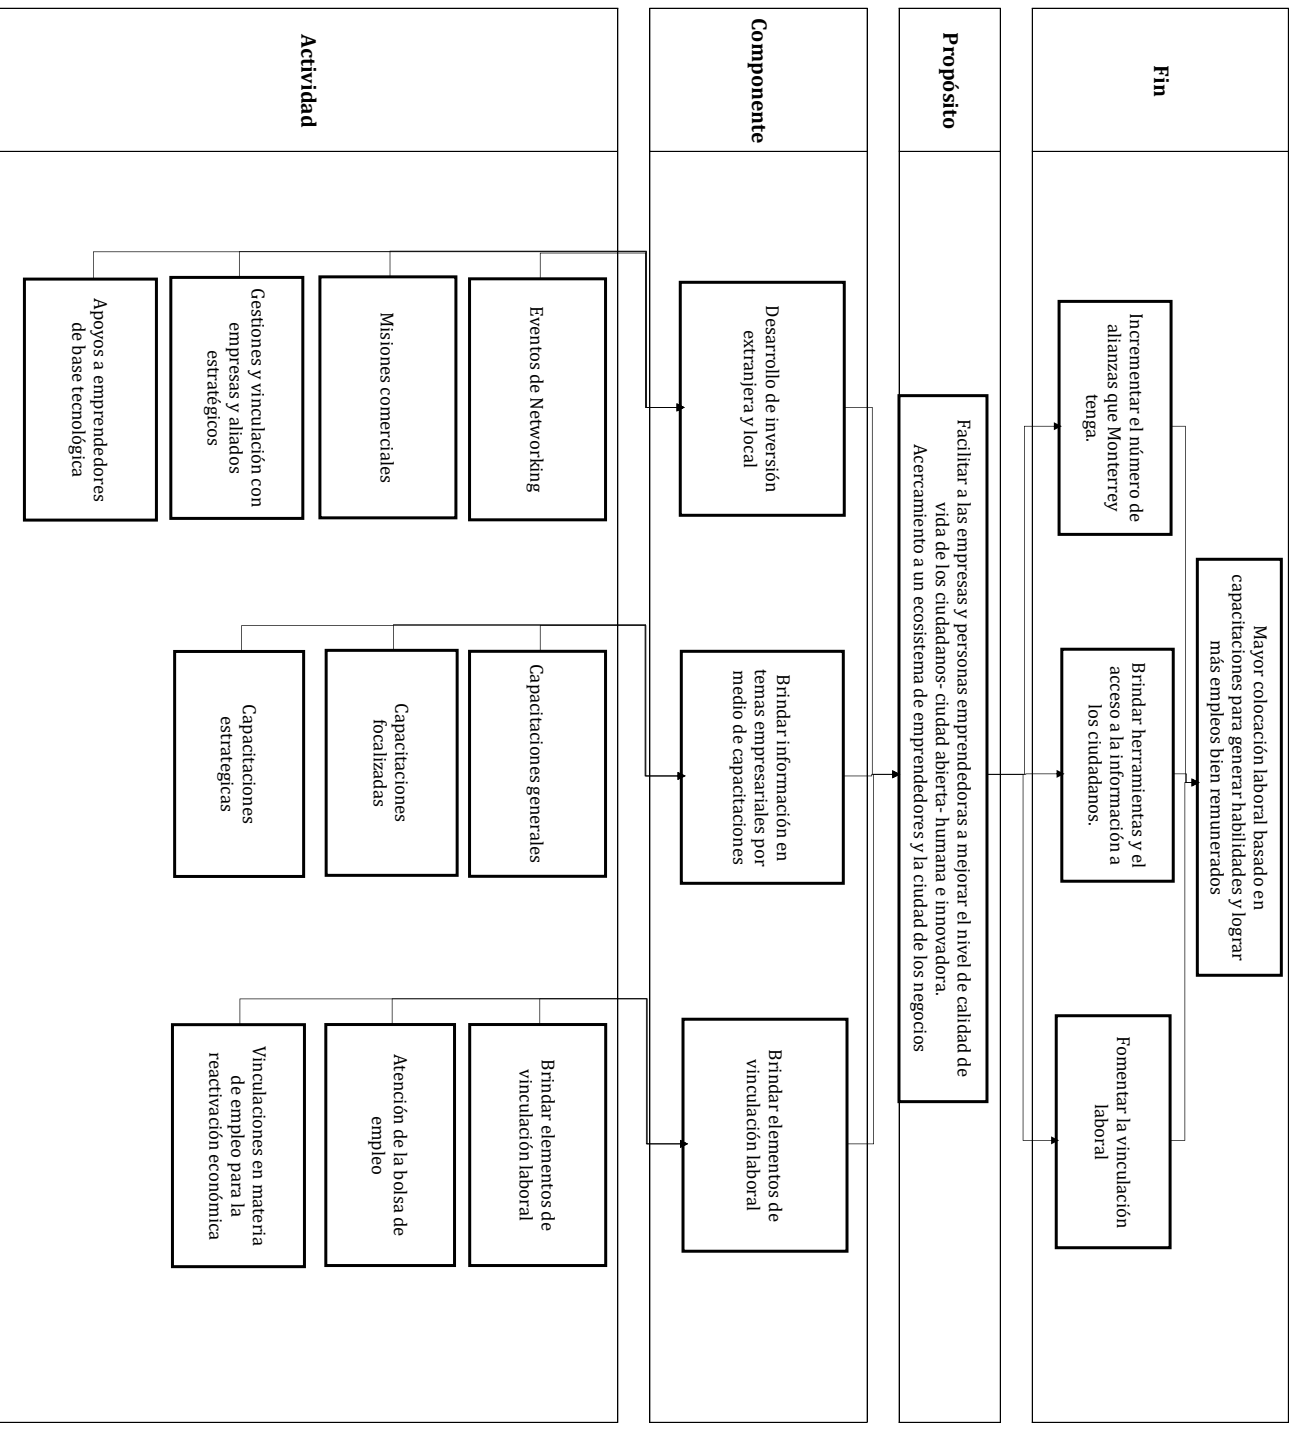 Fin
Mayor colocación laboral basado en
capacitaciones para generar habilidades y lograr
más empleos bien remunerados
Incrementar el número de
alianzas que Monterrey
tenga.
Brindar herramientas y el
acceso a la información a
los ciudadanos.
Fomentar la vinculación
laboral
Propósito
Facilitar a las empresas y personas emprendedoras a mejorar el nivel de calidad de
vida de los ciudadanos- ciudad abierta- humana e innovadora.
Acercamiento a un ecosistema de emprendedores y la ciudad de los negocios
Componente
Desarrollo de inversión
extranjera y local
Brindar información en
temas empresariales por
medio de capacitaciones
Brindar elementos de
vinculación laboral
Actividad
Eventos de Networking
Misiones comerciales
Gestiones y vinculación con
empresas y aliados
estratégicos
Apoyos a emprendedores
de base tecnológica
Capacitaciones generales
Capacitaciones
focalizadas
Capacitaciones
estrategicas
Brindar elementos de
vinculación laboral
Atención de la bolsa de
empleo
Vinculaciones en materia
de empleo para la
reactivación económica